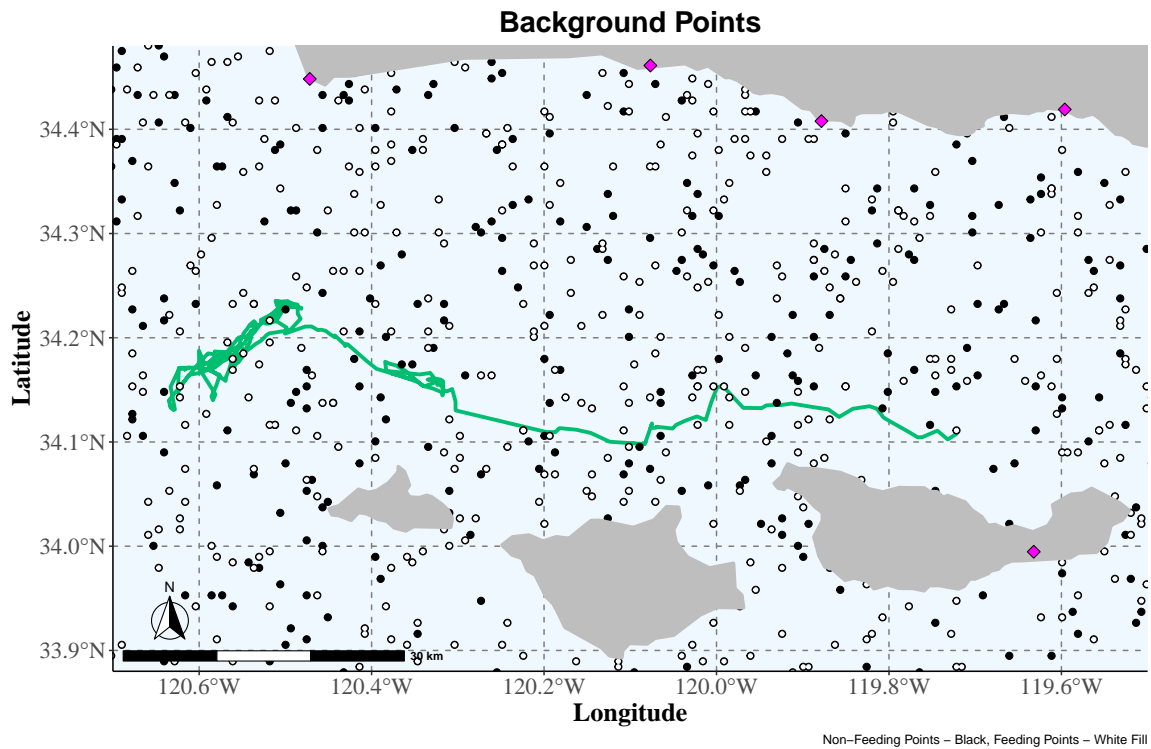 Background Points
34.4°N
34.3°N
34.2°N
34.1°N
34.0°N
33.9°N
Latitude
N
30 km
120.6°W
120.4°W
120.2°W
120.0°W
119.8°W
119.6°W
Longitude
Non−Feeding Points − Black, Feeding Points − White Fill